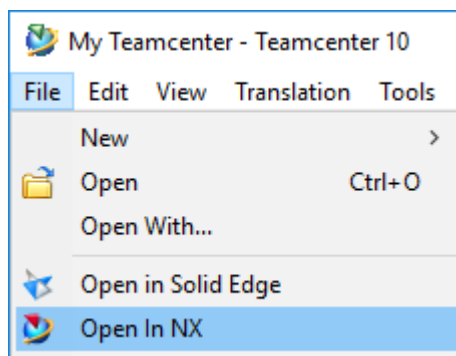 My Teamcenter - Teamcenter 10
File Edit View Translation Tools
New
Open Ctrl+O
Open With...
Open in Solid Edge
Open In NX